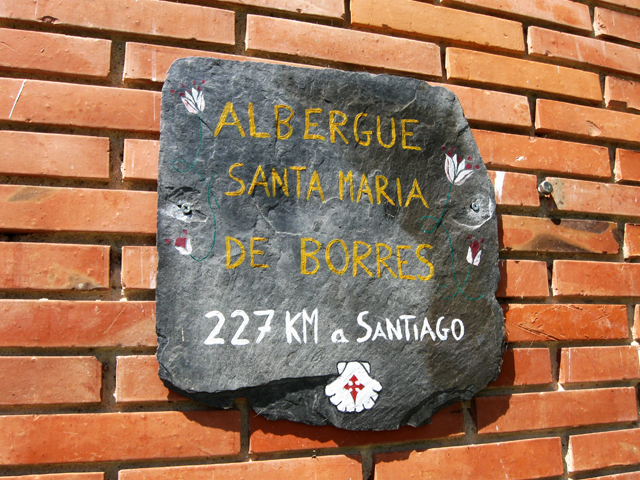 ALBERGUE
SANTA MARIA
DE BORRES
227 KM a SANTIAGO